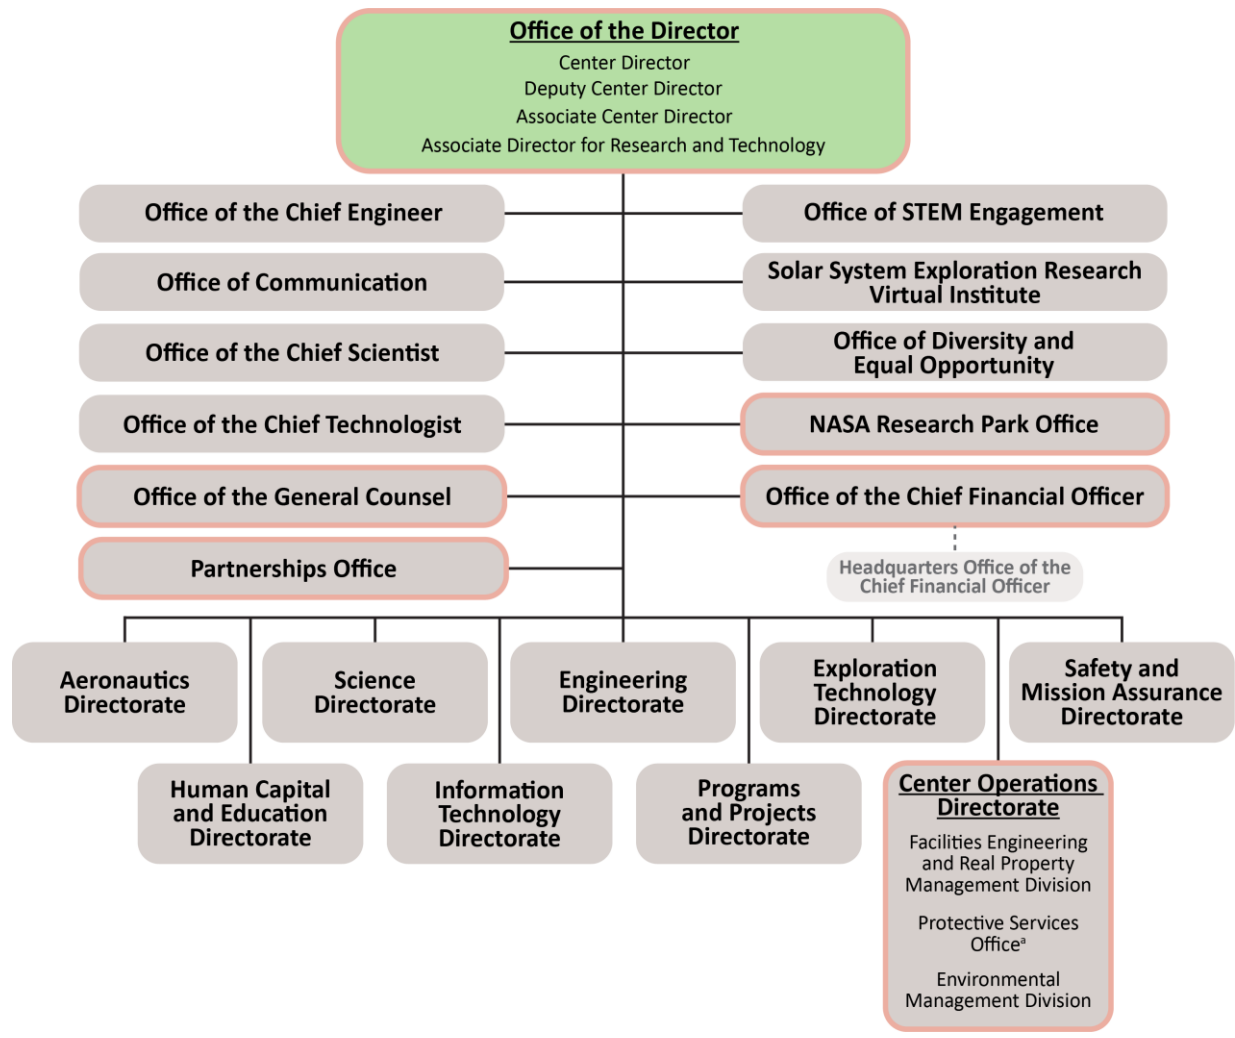 Office of the Director
Center Director
Deputy Center Director
Associate Center Director
Associate Director for Research and Technology
Office of the Chief Engineer
Office of STEM Engagement
Office of Communication
Solar System Exploration Research
Virtual Institute
Office of the Chief Scientist
Office of Diversity and
Equal Opportunity
Office of the Chief Technologist
NASA Research Park Office
Office of the General Counsel
Office of the Chief Financial Officer
Partnerships Office
Headquarters Office of the
Chief Financial Officer
Aeronautics
Directorate
Science
Directorate
Engineering
Directorate
Exploration
Technology
Directorate
Safety and
Mission Assurance
Directorate
Human Capital
and Education
Directorate
Information
Technology
Directorate
Programs
and Projects
Directorate
Center Operations
Directorate
Facilities Engineering
and Real Property
Management Division
Protective Services
Officeᵃ
Environmental
Management Division